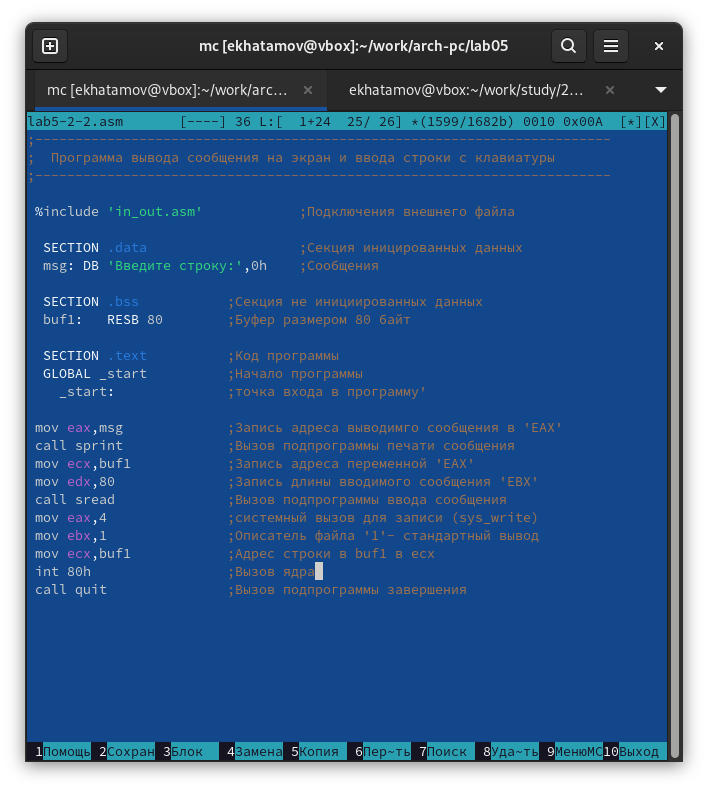 mc [ekhatamov@vbox]:~/work/arch-pc/lab05
mc [ekhatamov@vbox]:~/work/arc... ekhatamov@vbox:~/work/study/2...
lab5-2-2.asm [----] 36 L:[ 1+24 25/ 26] *(1599/1682b) 0010 0x00A [*][X]
;-----------------------------------------------------------------------
; Программа вывода сообщения на экран и ввода строки с клавиатуры
;-----------------------------------------------------------------------
%include 'in_out.asm' ;Подключения внешнего файла
SECTION .data ;Секция иницированных данных
msg: DB 'Введите строку:',0h ;Сообщения
SECTION .bss ;Секция не инициированных данных
buf1: RESB 80 ;Буфер размером 80 байт
SECTION .text ;Код программы
GLOBAL _start ;Начало программы
_start: ;точка входа в программу'
mov eax,msg ;Запись адреса выводимго сообщения в 'EAX'
call sprint ;Вызов подпрограммы печати сообщения
mov ecx,buf1 ;Запись адреса переменной 'EAX'
mov edx,80 ;Запись длины вводимого сообщения 'EBX'
call sread ;Вызов подпрограммы ввода сообщения
mov eax,4 ;системный вызов для записи (sys_write)
mov ebx,1 ;Описатель файла '1'- стандартный вывод
mov ecx,buf1 ;Адрес строки в buf1 в ecx
int 80h ;Вызов ядра
call quit ;Вызов подпрограммы завершения
1Помощь 2Сохран 3Блок 4Замена 5Копия 6Пер~ть 7Поиск 8Уда~ть 9МенюМС 10Выход